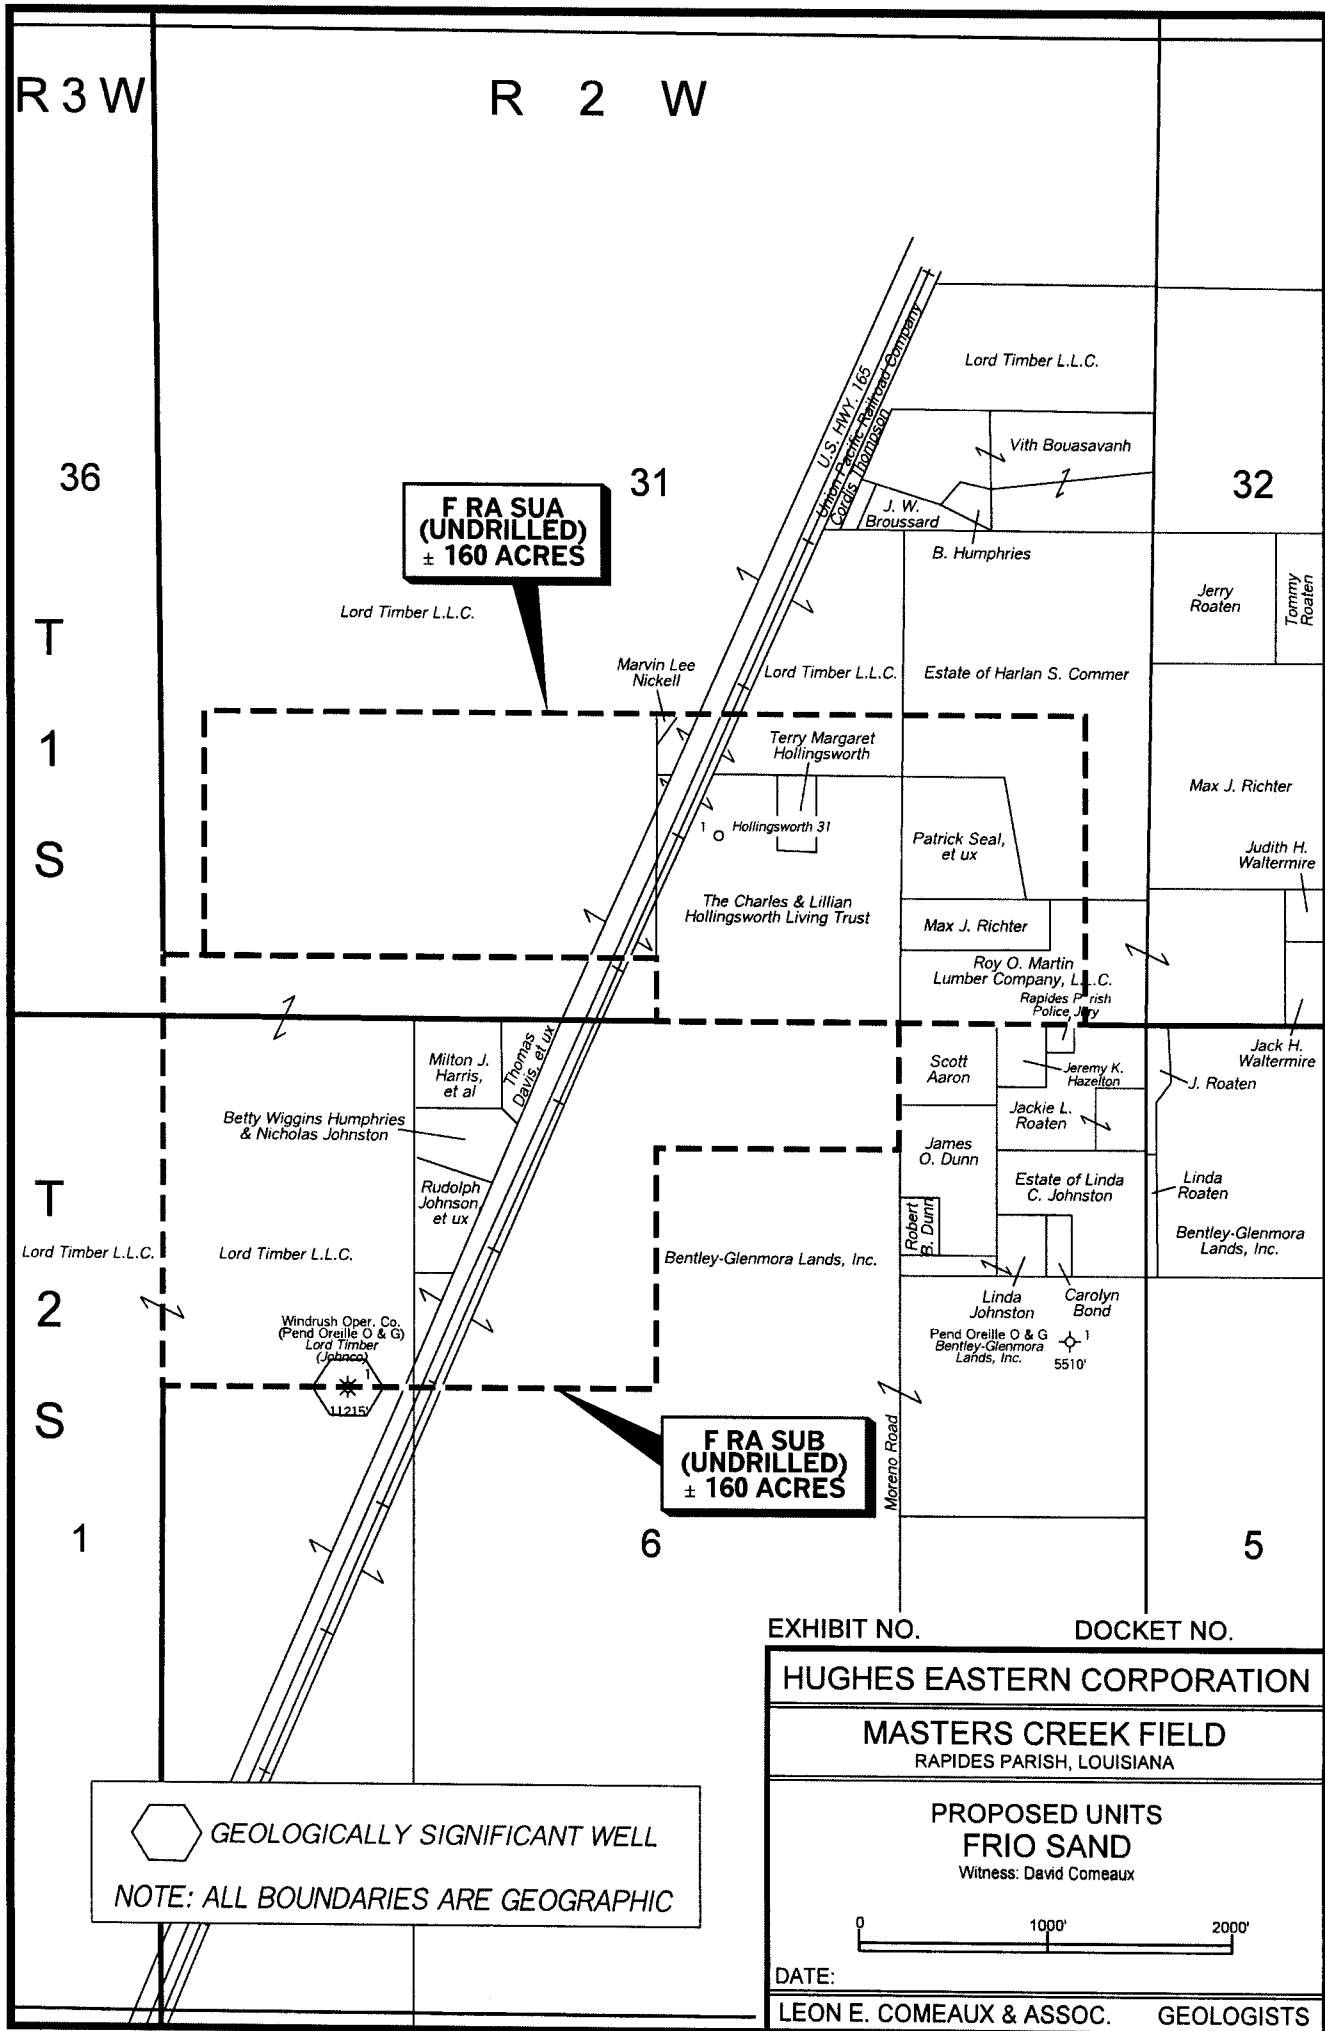 R 3 W
R 2 W
Lord Timber L.L.C.
U.S. HWY. 165
Union Pacific Railroad Company
Cordis Thompson
Vith Bouasavanh
36
31
32
F RA SUA
(UNDRILLED)
± 160 ACRES
J. W.
Broussard
B. Humphries
Jerry
Roaten
Tommy
Roaten
Lord Timber L.L.C.
T
1
S
Marvin Lee
Nickell
Lord Timber L.L.C.
Estate of Harlan S. Commer
Terry Margaret
Hollingsworth
Max J. Richter
1
Hollingsworth 31
Patrick Seal,
et ux
Judith H.
Waltermire
The Charles & Lillian
Hollingsworth Living Trust
Max J. Richter
Roy O. Martin
Lumber Company, L.L.C.
Rapides P rish
Police Jury
Jack H.
Waltermire
Milton J.
Harris,
et al
Thomas
Davis, et ux
Scott
Aaron
Jeremy K.
Hazelton
J. Roaten
Betty Wiggins Humphries
& Nicholas Johnston
Jackie L.
Roaten
James
O. Dunn
T
2
S
Rudolph
Johnson,
et ux
Estate of Linda
C. Johnston
Linda
Roaten
Robert
B. Dunn
Lord Timber L.L.C.
Lord Timber L.L.C.
Bentley-Glenmora Lands, Inc.
Bentley-Glenmora
Lands, Inc.
Linda
Johnston
Carolyn
Bond
Windrush Oper. Co.
(Pend Oreille O & G)
Lord Timber
(Johnco)
1
11215'
Pend Oreille O & G
Bentley-Glenmora
Lands, Inc.
1
5510'
F RA SUB
(UNDRILLED)
± 160 ACRES
Moreno Road
1
6
5
EXHIBIT NO.
DOCKET NO.
HUGHES EASTERN CORPORATION
MASTERS CREEK FIELD
RAPIDES PARISH, LOUISIANA
PROPOSED UNITS
FRIO SAND
Witness: David Comeaux
0 1000' 2000'
DATE:
LEON E. COMEAUX & ASSOC. GEOLOGISTS
GEOLOGICALLY SIGNIFICANT WELL
NOTE: ALL BOUNDARIES ARE GEOGRAPHIC